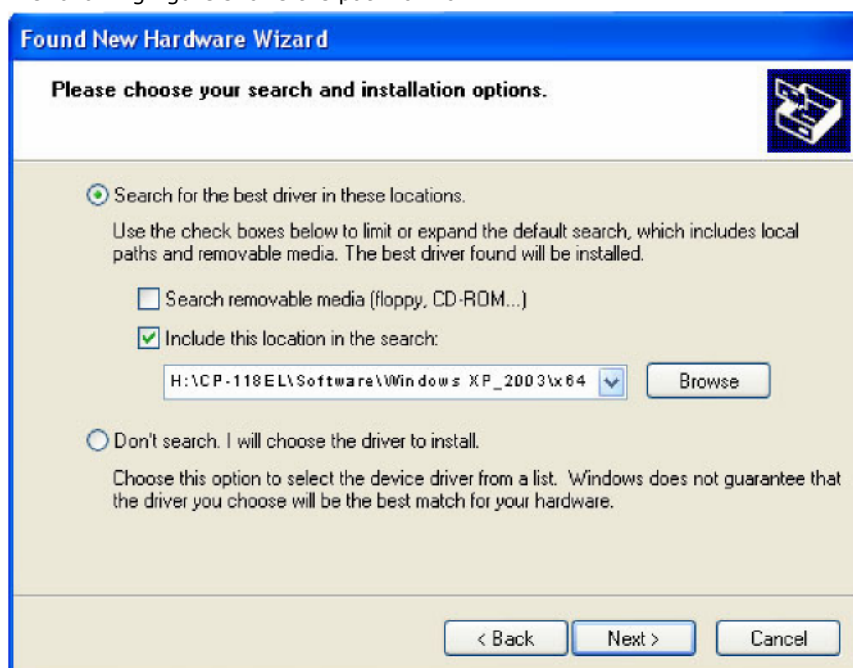 Found New Hardware Wizard
Please choose your search and installation options.
Search for the best driver in these locations.
Use the check boxes below to limit or expand the default search, which includes local
paths and removable media. The best driver found will be installed.
Search removable media (floppy, CD-ROM...)
Include this location in the search:
H:\CP-118EL\Software\Windows XP_2003\x64
Browse
Don't search. I will choose the driver to install.
Choose this option to select the device driver from a list. Windows does not guarantee that
the driver you choose will be the best match for your hardware.
< Back
Next >
Cancel